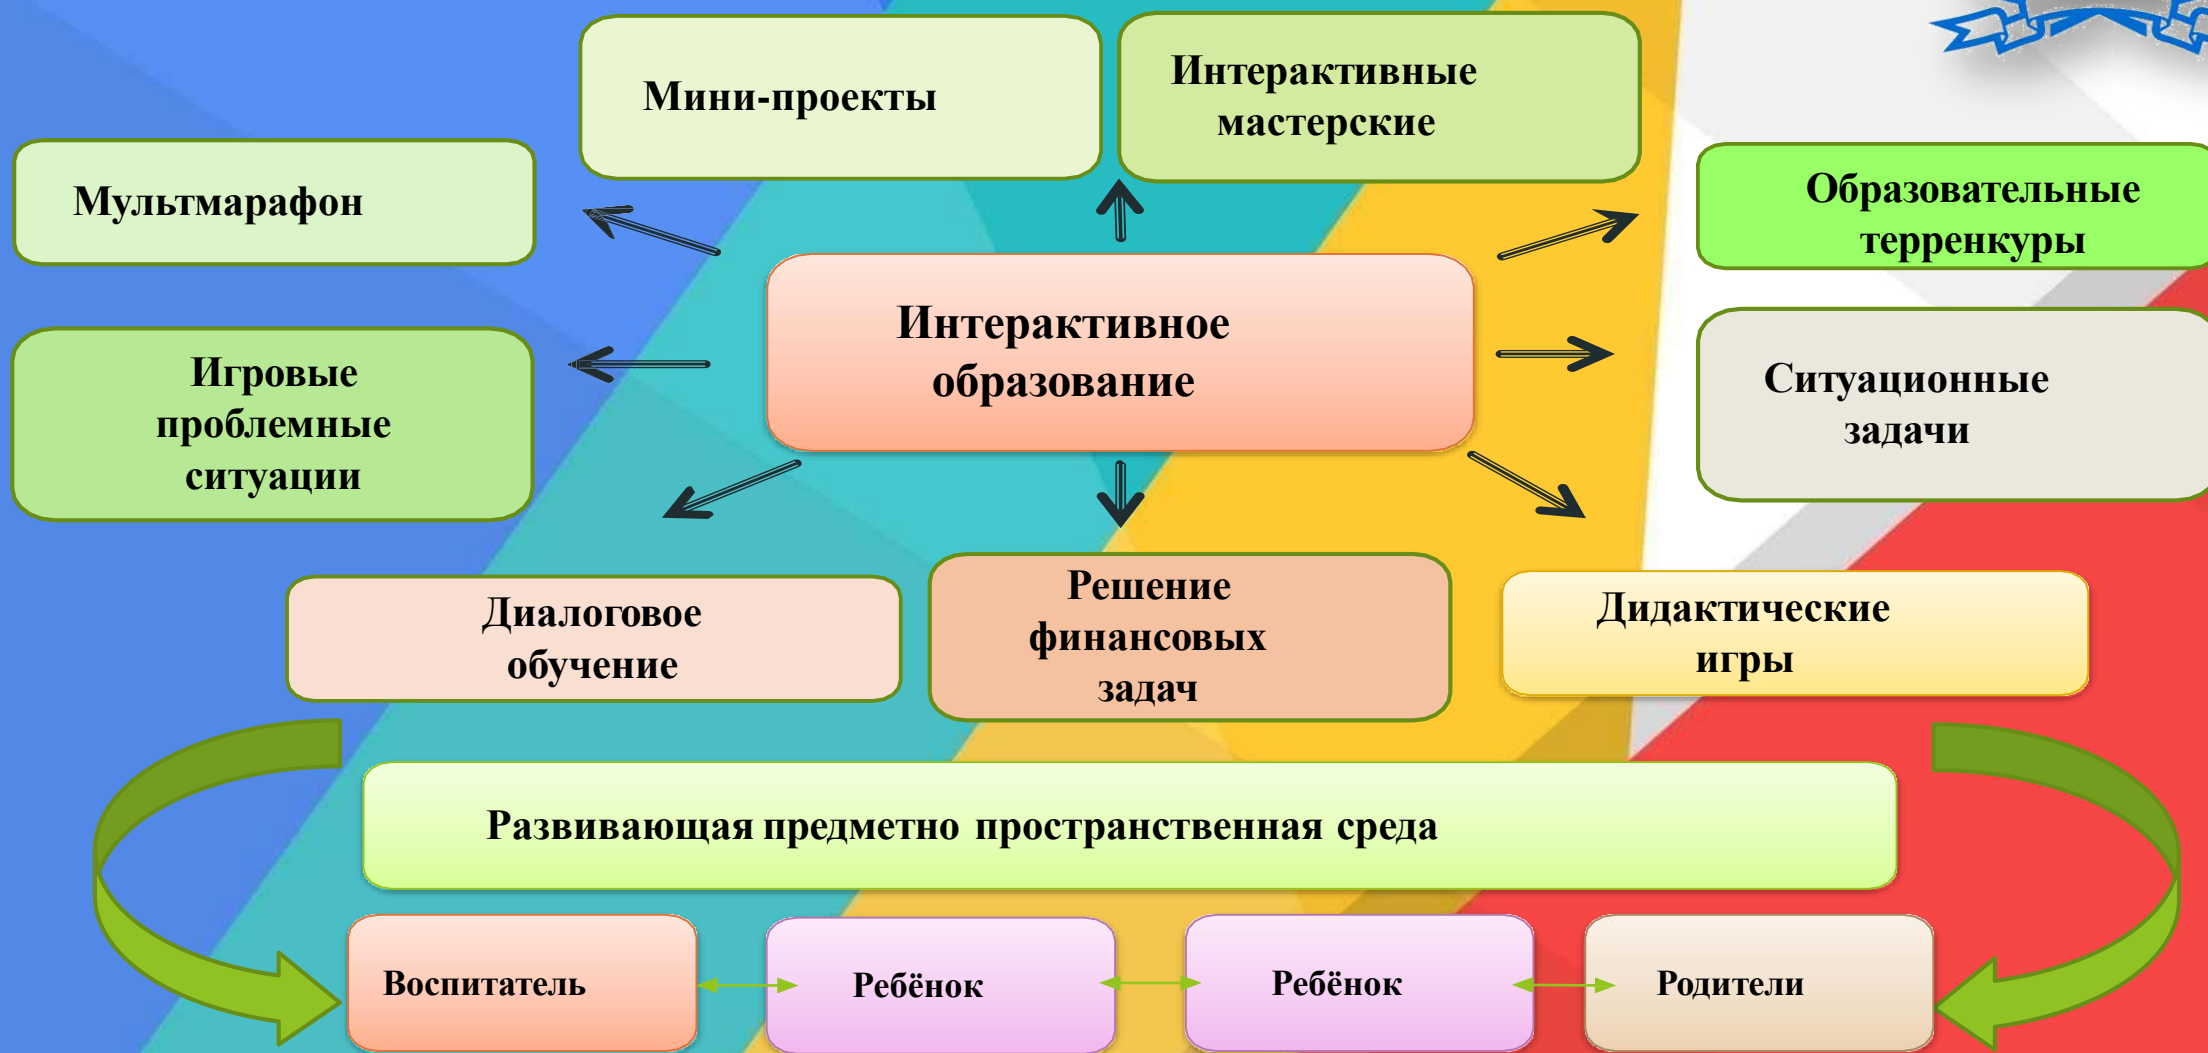 Мини-проекты
Интерактивные
мастерские
Мультмарафон
Образовательные
терренкуры
Интерактивное
образование
Игровые
проблемные
ситуации
Ситуационные
задачи
Диалоговое
обучение
Решение
финансовых
задач
Дидактические
игры
Развивающая предметно пространственная среда
Воспитатель
Ребёнок
Ребёнок
Родители